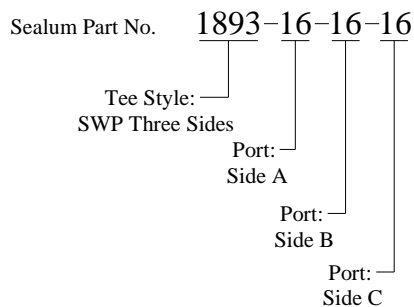 Sealum Part No. 1893-16-16-16
Tee Style:
SWP Three Sides
Port:
Side A
Port:
Side B
Port:
Side C